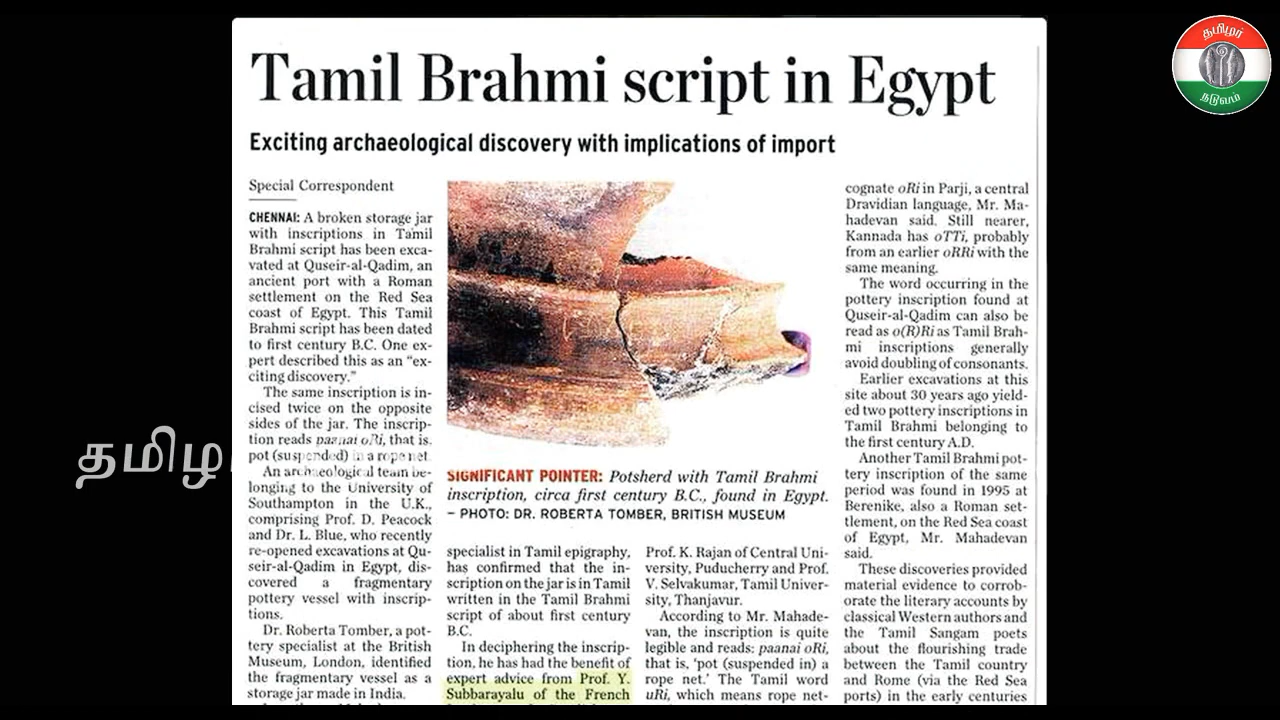 Tamil Brahmi script in Egypt
Exciting archaeological discovery with implications of import
Special Correspondent
CHENNAI: A broken storage jar
with inscriptions in Tamil
Brahmi script has been exca-
vated at Quseir-al-Qadim, an
ancient port with a Roman
settlement on the Red Sea
coast of Egypt. This Tamil
Brahmi script has been dated
to first century B.C. One ex-
pert described this as an "ex-
citing discovery."
The same inscription is in-
cised twice on the opposite
sides of the jar. The inscrip-
tion reads paanai oRi, that is,
pot (suspended) in a rope net.
An archaeological team be-
longing to the University of
Southampton in the U.K.,
comprising Prof. D. Peacock
and Dr. L. Blue, who recently
re-opened excavations at Qu-
seir-al-Qadim in Egypt, dis-
covered a fragmentary
pottery vessel with inscrip-
tions.
Dr. Roberta Tomber, a pot-
tery specialist at the British
Museum, London, identified
the fragmentary vessel as a
storage jar made in India.
SIGNIFICANT POINTER: Potsherd with Tamil Brahmi
inscription, circa first century B.C., found in Egypt.
– PHOTO: DR. ROBERTA TOMBER, BRITISH MUSEUM
specialist in Tamil epigraphy,
has confirmed that the in-
scription on the jar is in Tamil
written in the Tamil Brahmi
script of about first century
B.C.
In deciphering the inscrip-
tion, he has had the benefit of
expert advice from Prof. Y.
Subbarayalu of the French
Prof. K. Rajan of Central Uni-
versity, Puducherry and Prof.
V. Selvakumar, Tamil Univer-
sity, Thanjavur.
According to Mr. Mahade-
van, the inscription is quite
legible and reads: paanai oRi,
that is, 'pot (suspended in) a
rope net.' The Tamil word
uRi, which means rope net-
cognate oRi in Parji, a central
Dravidian language, Mr. Ma-
hadevan said. Still nearer,
Kannada has oTTi, probably
from an earlier oRRi with the
same meaning.
The word occurring in the
pottery inscription found at
Quseir-al-Qadim can also be
read as o(R)Ri as Tamil Brah-
mi inscriptions generally
avoid doubling of consonants.
Earlier excavations at this
site about 30 years ago yield-
ed two pottery inscriptions in
Tamil Brahmi belonging to
the first century A.D.
Another Tamil Brahmi pot-
tery inscription of the same
period was found in 1995 at
Berenike, also a Roman set-
tlement, on the Red Sea coast
of Egypt, Mr. Mahadevan
said.
These discoveries provided
material evidence to corrob-
orate the literary accounts by
classical Western authors and
the Tamil Sangam poets
about the flourishing trade
between the Tamil country
and Rome (via the Red Sea
ports) in the early centuries
தமிழர்
நடுவம்